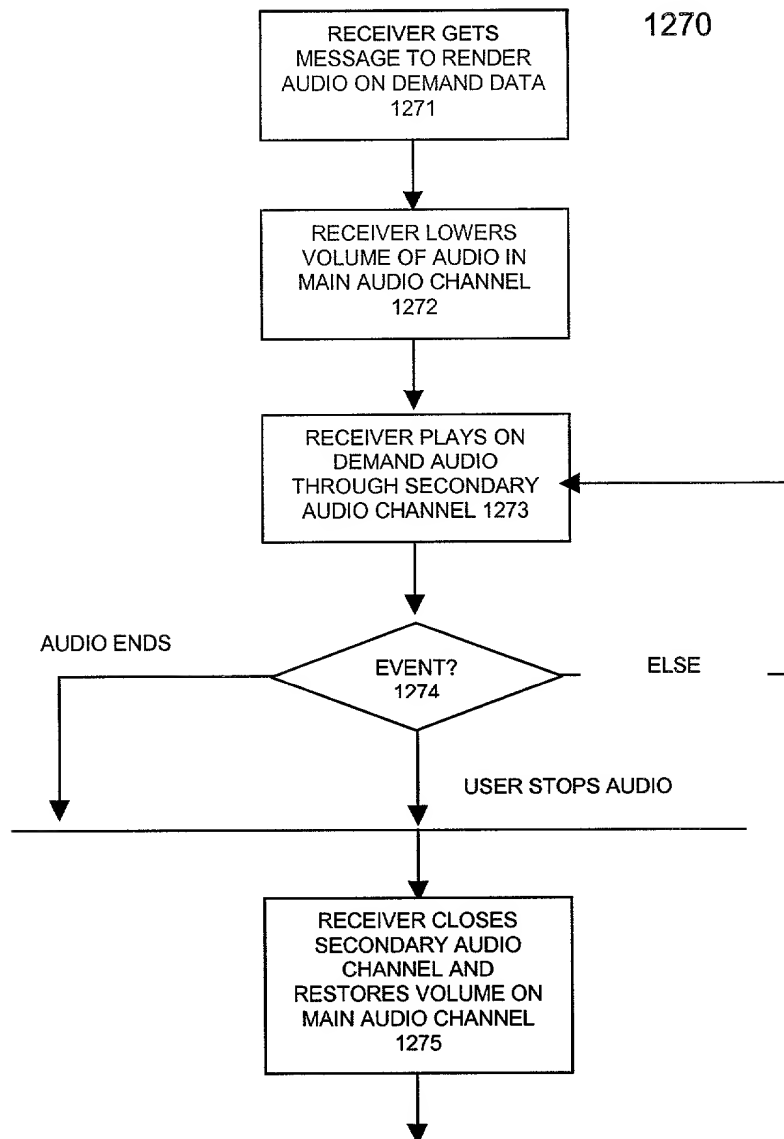 1270
RECEIVER GETS
MESSAGE TO RENDER
AUDIO ON DEMAND DATA
1271
RECEIVER LOWERS
VOLUME OF AUDIO IN
MAIN AUDIO CHANNEL
1272
RECEIVER PLAYS ON
DEMAND AUDIO
THROUGH SECONDARY
AUDIO CHANNEL 1273
AUDIO ENDS
EVENT?
1274
ELSE
USER STOPS AUDIO
RECEIVER CLOSES
SECONDARY AUDIO
CHANNEL AND
RESTORES VOLUME ON
MAIN AUDIO CHANNEL
1275